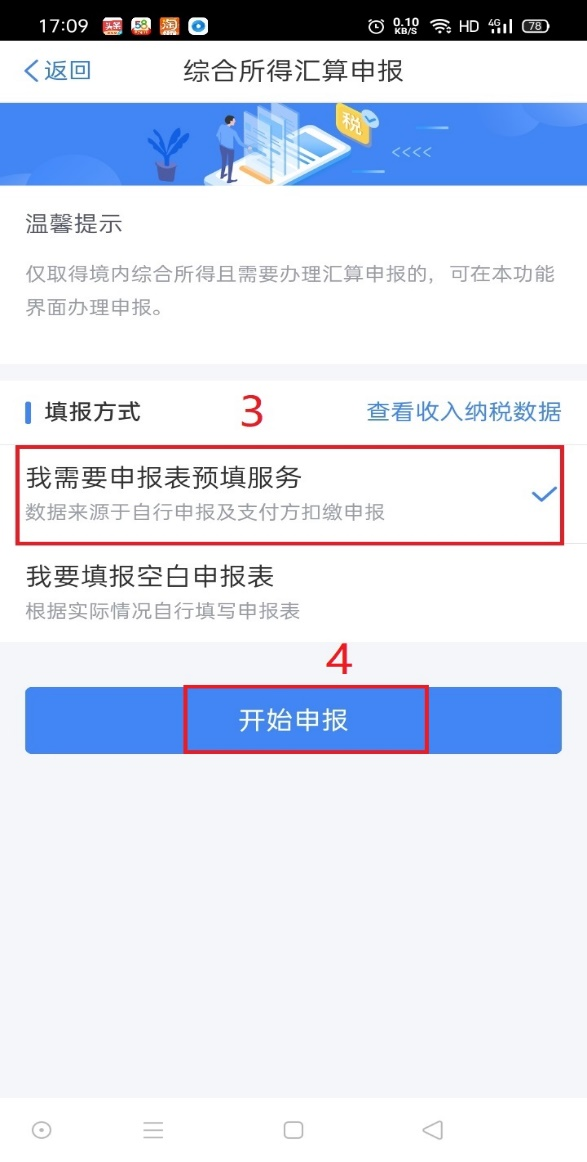 17:09 头条 58 淘 0.10 KB/S HD 4G 78
返回 综合所得汇算申报
税
<<<<
温馨提示
仅取得境内综合所得且需要办理汇算申报的，可在本功能
界面办理申报。
填报方式 3 查看收入纳税数据
我需要申报表预填服务
数据来源于自行申报及支付方扣缴申报
我要填报空白申报表
根据实际情况自行填写申报表
4
开始申报